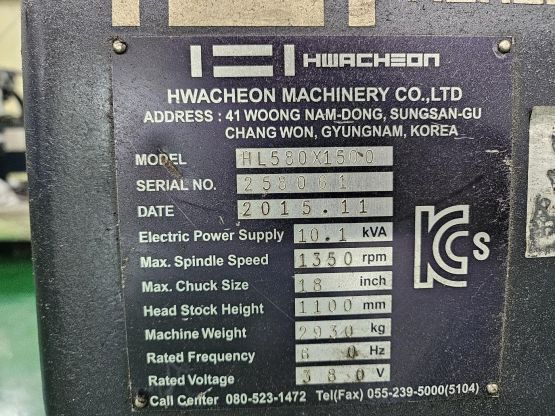 HWACHEON
HWACHEON MACHINERY CO.,LTD
ADDRESS : 41 WOONG NAM-DONG, SUNGSAN-GU
CHANG WON, GYUNGNAM, KOREA
MODEL HL580X1500
SERIAL NO. 258061
DATE 2015.11
Electric Power Supply 10.1 kVA
Max. Spindle Speed 1350 rpm
Max. Chuck Size 18 inch
Head Stock Height 1100 mm
Machine Weight 2930 kg
Rated Frequency 6 0 Hz
Rated Voltage 380 V
Call Center 080-523-1472 Tel(Fax) 055-239-5000(5104)
KCs